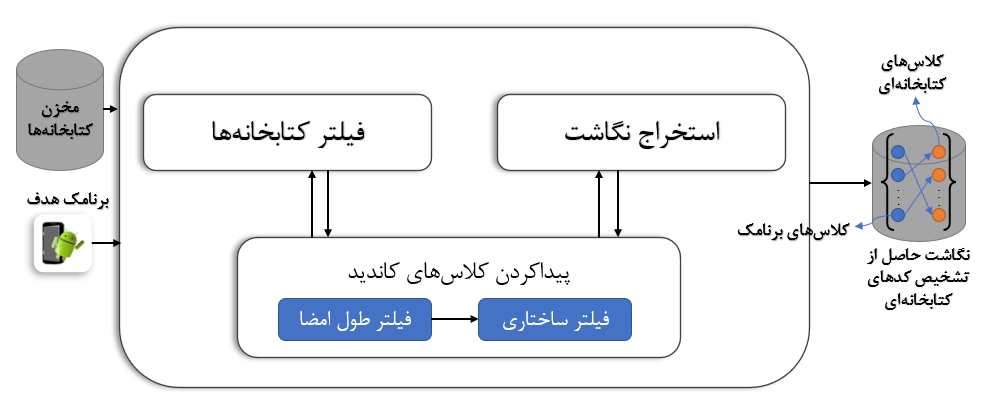 مخزن
کتابخانه‌ها
برنامک هدف
فیلتر کتابخانه‌ها
استخراج نگاشت
پیداکردن کلاس‌های کاندید
فیلتر طول امضا
فیلتر ساختاری
کلاس‌های
کتابخانه‌ای
کلاس‌های برنامک
نگاشت حاصل از
تشخیص کدهای
کتابخانه‌ای